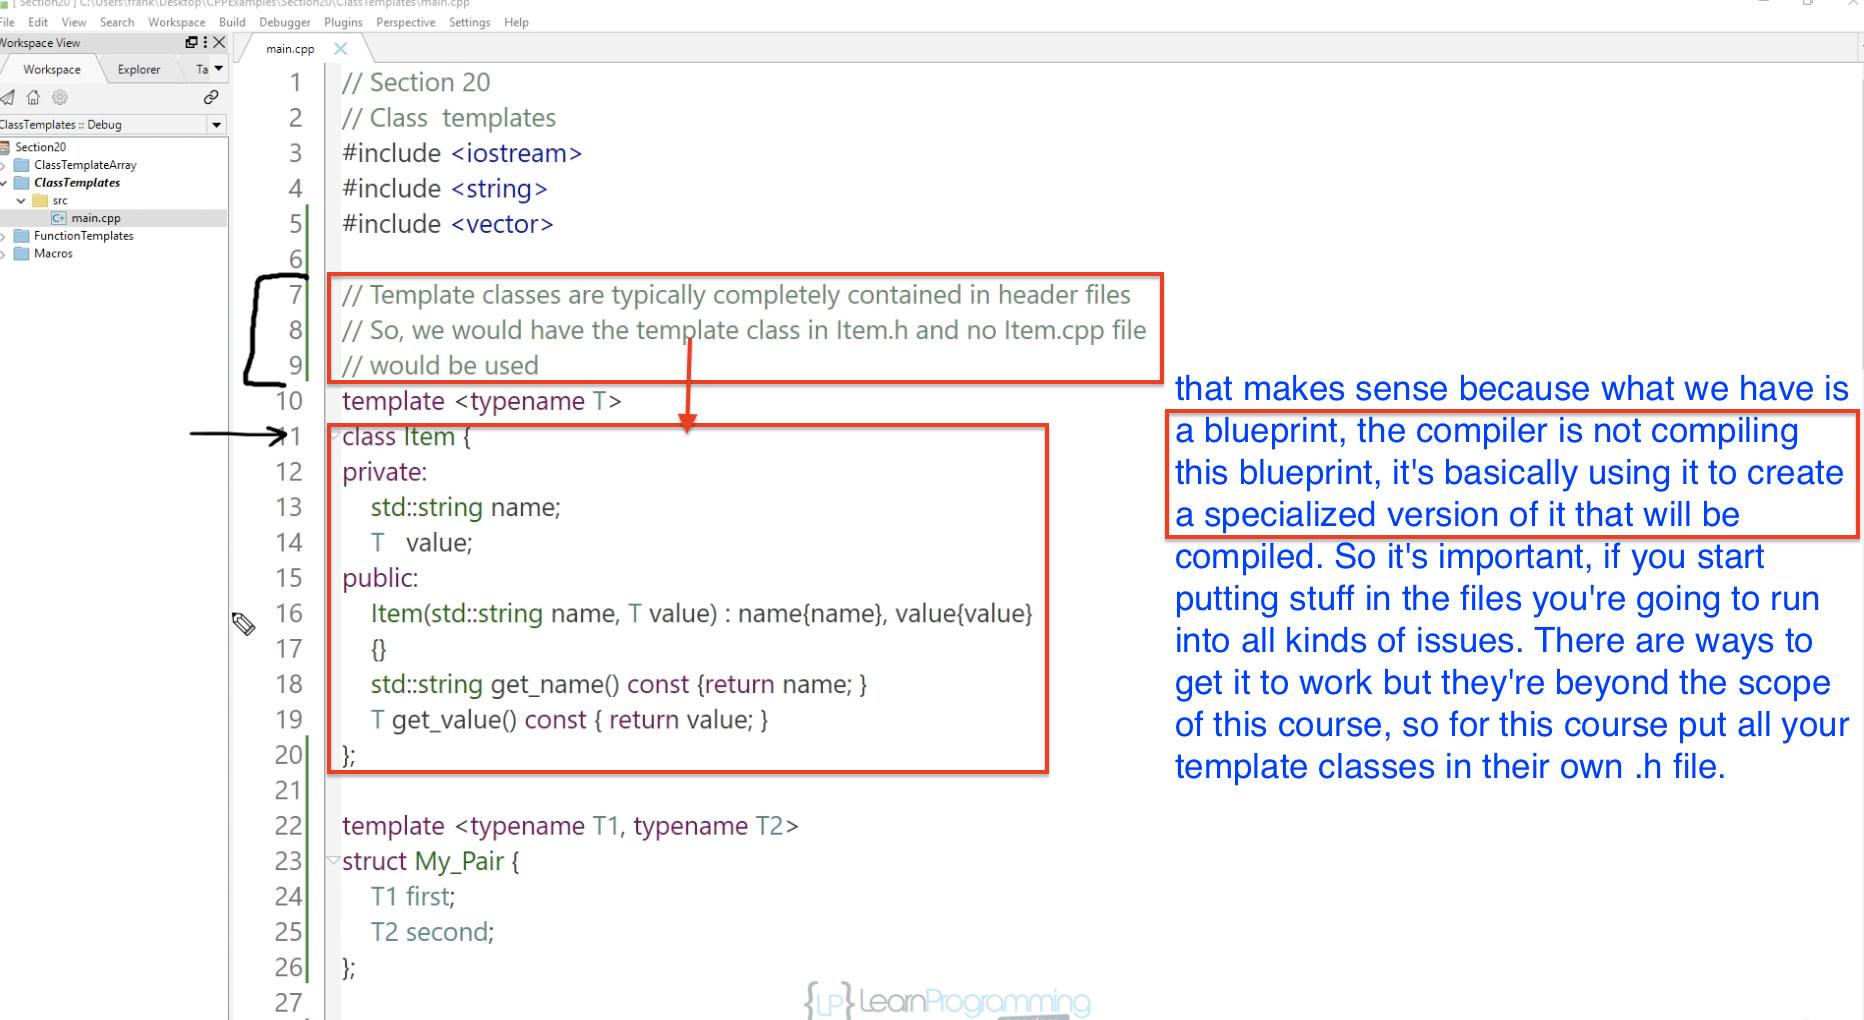 [ Section20 ] C:\Users\frank\Desktop\CPPExamples\Section20\ClassTemplates\main.cpp
File Edit View Search Workspace Build Debugger Plugins Perspective Settings Help
Workspace View
Workspace Explorer Ta
ClassTemplates :: Debug
Section20
ClassTemplateArray
ClassTemplates
src
main.cpp
FunctionTemplates
Macros
main.cpp
1 // Section 20
2 // Class  templates
3 #include <iostream>
4 #include <string>
5 #include <vector>
6
7 // Template classes are typically completely contained in header files
8 // So, we would have the template class in Item.h and no Item.cpp file
9 // would be used
10 template <typename T>
11 class Item {
12 private:
13 std::string name;
14 T   value;
15 public:
16 Item(std::string name, T value) : name{name}, value{value}
17 {}
18 std::string get_name() const {return name; }
19 T get_value() const { return value; }
20 };
21
22 template <typename T1, typename T2>
23 struct My_Pair {
24 T1 first;
25 T2 second;
26 };
27
that makes sense because what we have is
a blueprint, the compiler is not compiling
this blueprint, it's basically using it to create
a specialized version of it that will be
compiled. So it's important, if you start
putting stuff in the files you're going to run
into all kinds of issues. There are ways to
get it to work but they're beyond the scope
of this course, so for this course put all your
template classes in their own .h file.
{LP} LearnProgramming